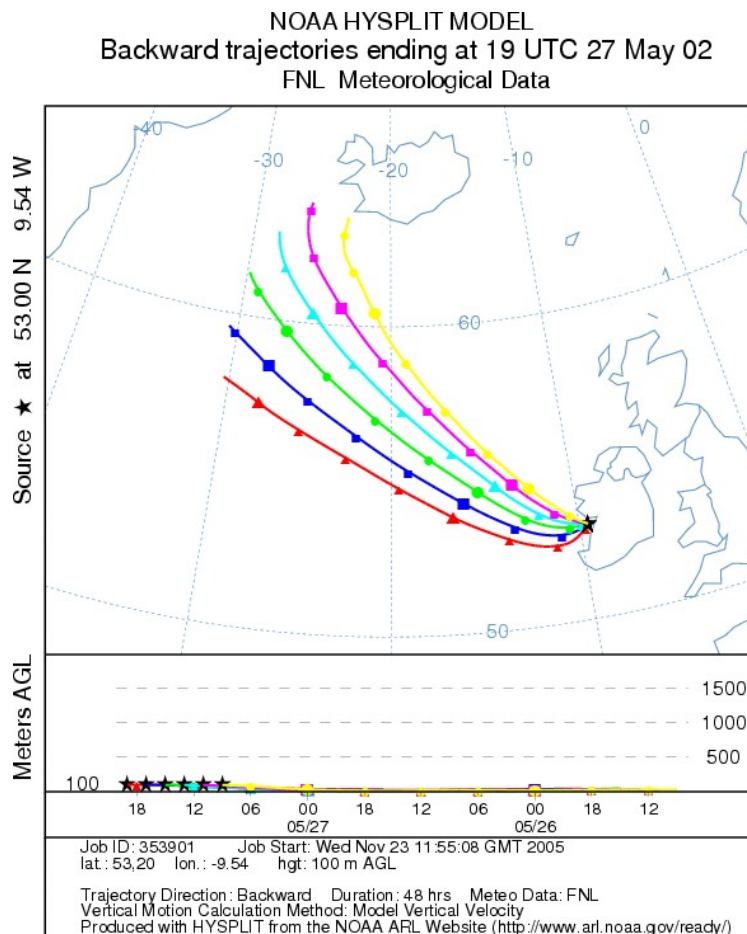 NOAA HYSPLIT MODEL
Backward trajectories ending at 19 UTC 27 May 02
FNL Meteorological Data
Source ★ at 53.00 N 9.54 W
-40
-30
-20
-10
0
60
50
Meters AGL
1500
1000
500
100
18 12 06 00 18 12 06 00 18 12
05/27 05/26
Job ID: 353901 Job Start: Wed Nov 23 11:55:08 GMT 2005
lat.: 53,20 lon.: -9.54 hgt: 100 m AGL
Trajectory Direction: Backward Duration: 48 hrs Meteo Data: FNL
Vertical Motion Calculation Method: Model Vertical Velocity
Produced with HYSPLIT from the NOAA ARL Website (http://www.arl.noaa.gov/ready/)